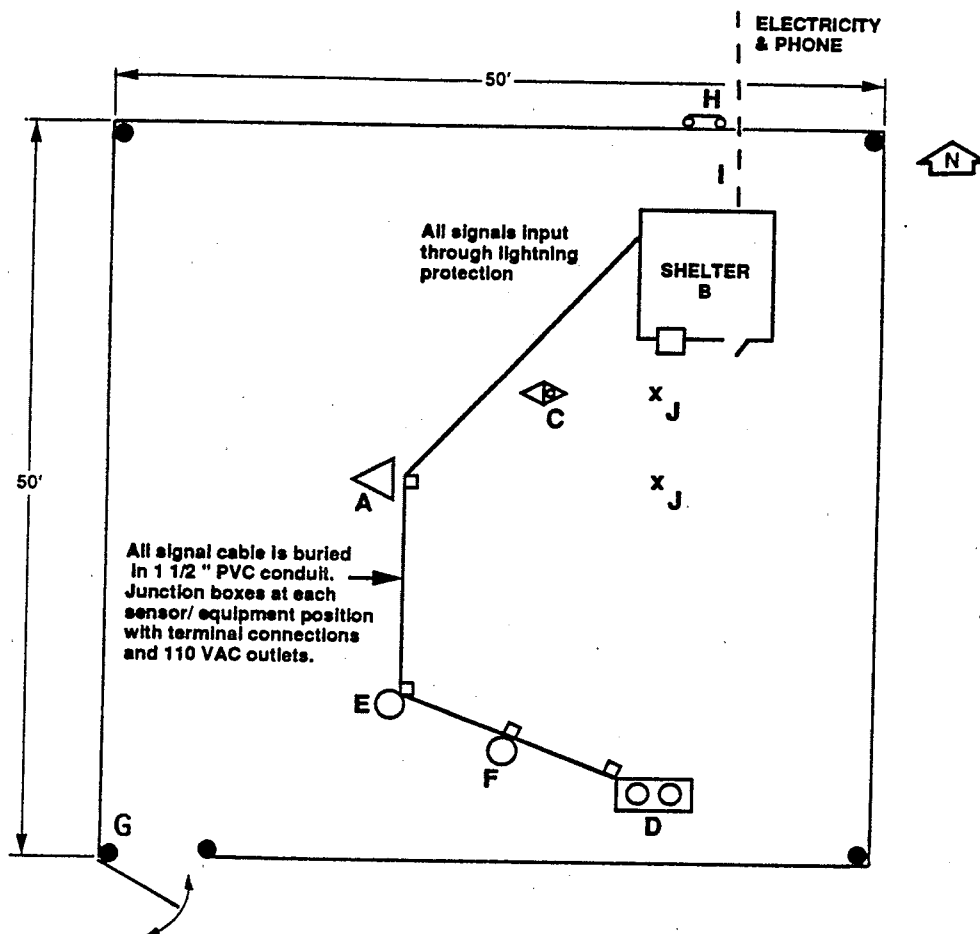 ELECTRICITY
& PHONE
50'
H
N
I
All signals input
through lightning
protection
SHELTER
B
C
J
A
J
50'
All signal cable is buried
in 1 1/2 " PVC conduit.
Junction boxes at each
sensor/ equipment position
with terminal connections
and 110 VAC outlets.
E
F
D
G